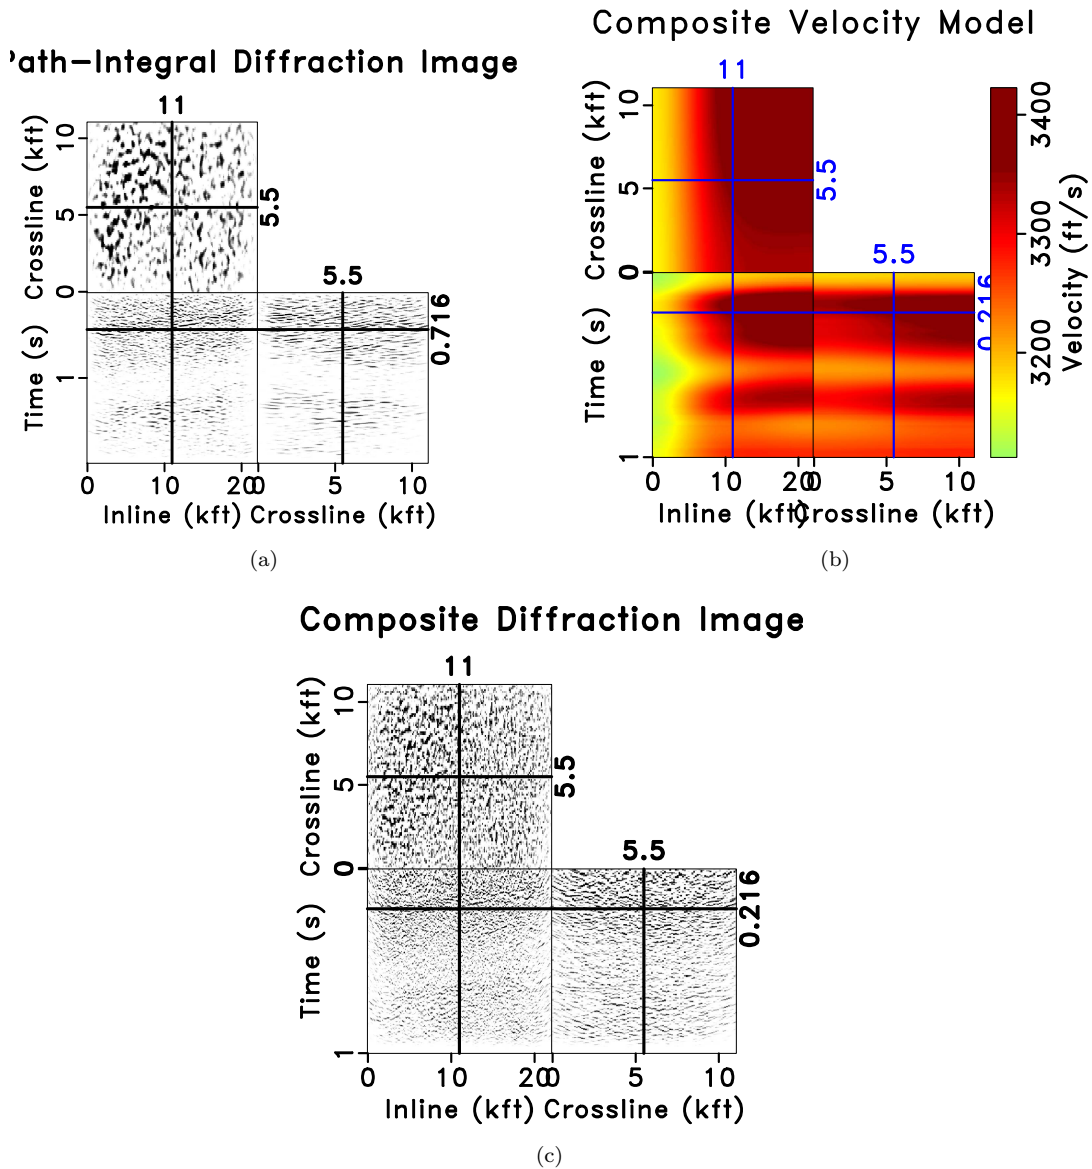 ath-Integral Diffraction Image
11
Crossline (kft)
10
5
0
5.5
5.5
0.716
Time (s)
1
0 10 20 0 5 10
Inline (kft) Crossline (kft)
(a)
Composite Velocity Model
11
Crossline (kft)
10
5
0
5.5
5.5
0.216
Time (s)
1
0 10 20 0 5 10
Inline (kft) Crossline (kft)
3400
3300
3200
Velocity (ft/s)
(b)
Composite Diffraction Image
11
Crossline (kft)
10
5
0
5.5
5.5
0.216
Time (s)
1
0 10 20 0 5 10
Inline (kft) Crossline (kft)
(c)